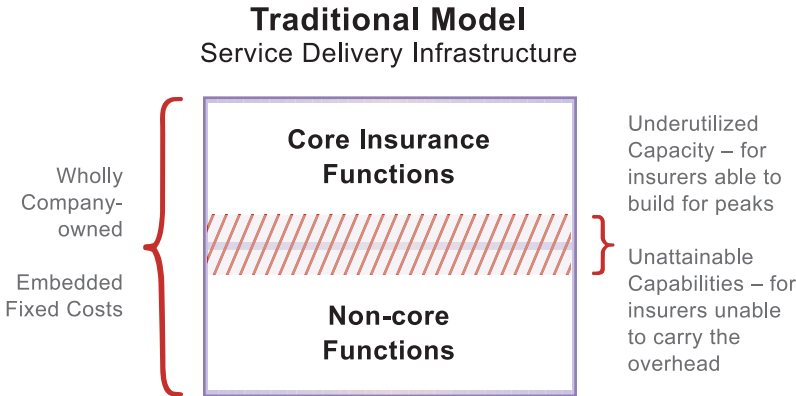 Traditional Model
Service Delivery Infrastructure
Wholly
Company-
owned
Embedded
Fixed Costs
Core Insurance
Functions
Non-core
Functions
Underutilized
Capacity – for
insurers able to
build for peaks
Unattainable
Capabilities – for
insurers unable
to carry the
overhead